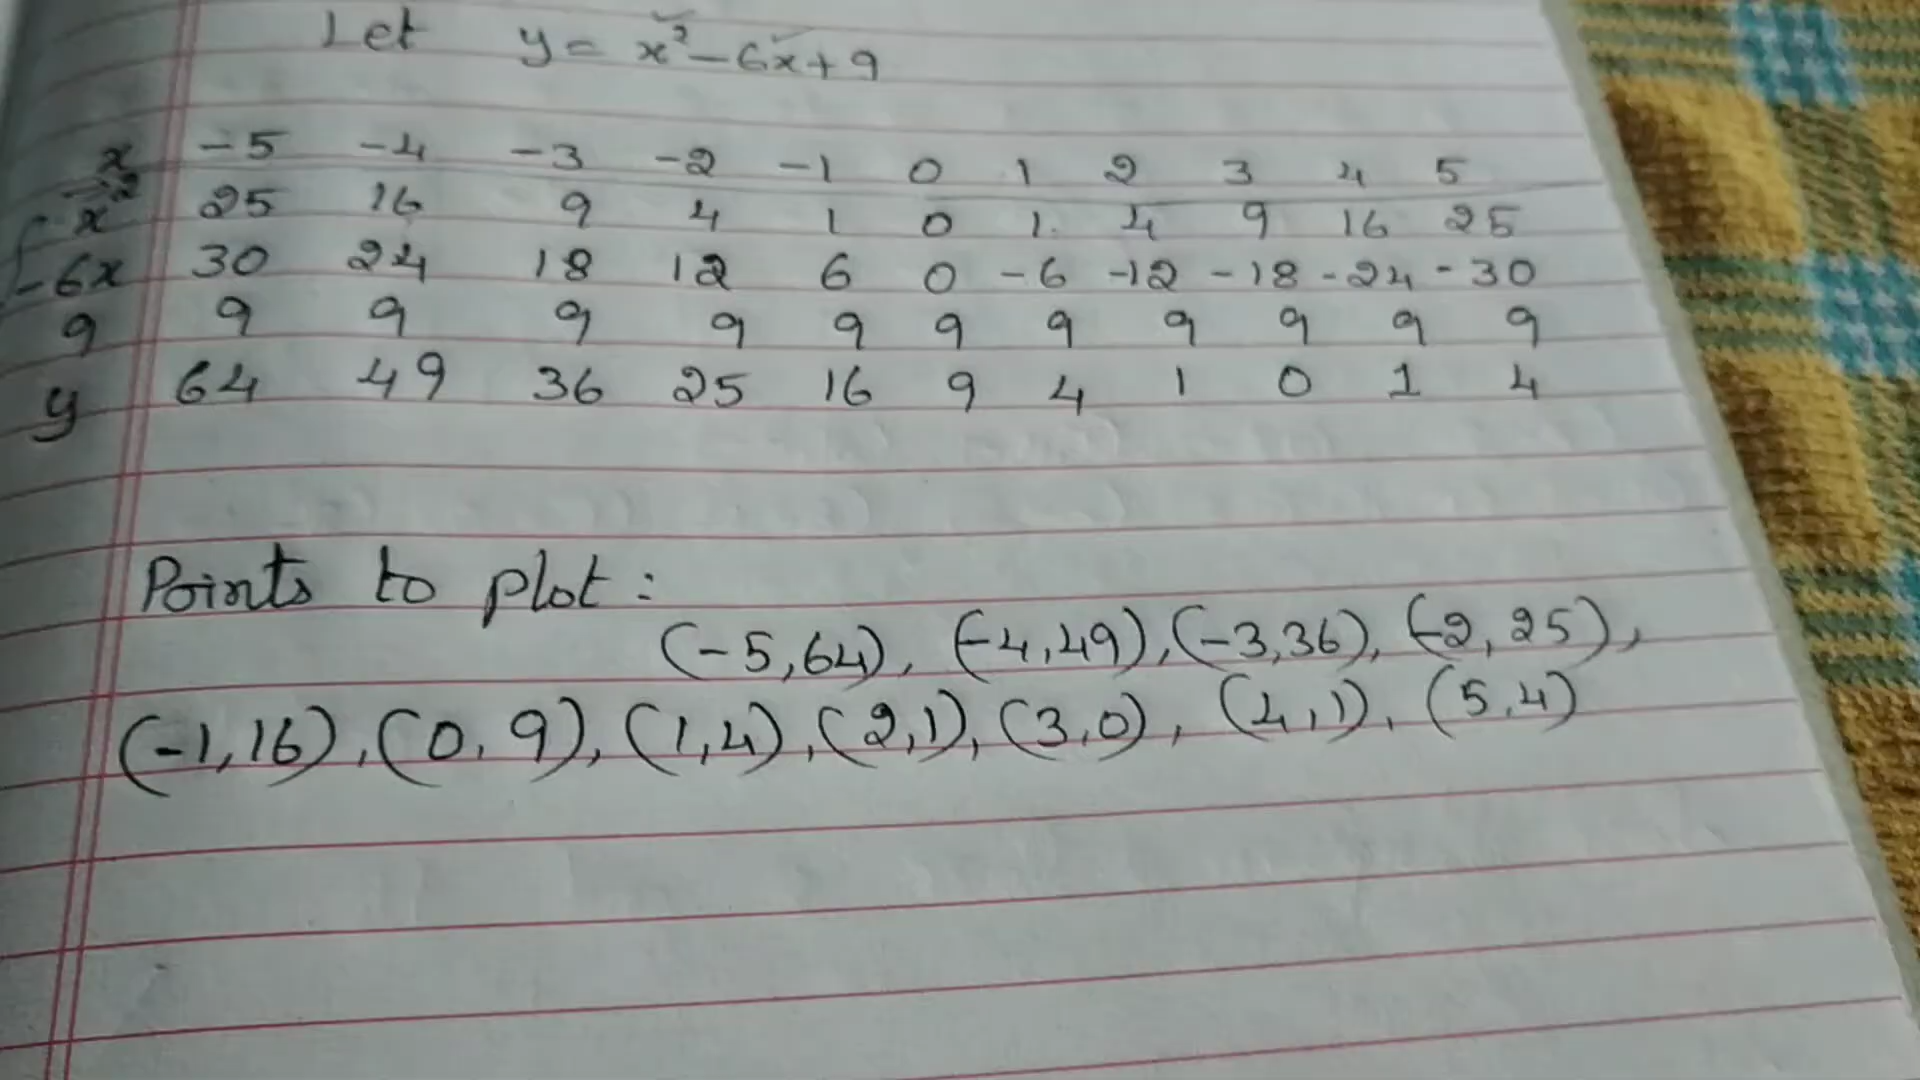 Let y = x² - 6x + 9
x -5 -4 -3 -2 -1 0 1 2 3 4 5
x² 25 16 9 4 1 0 1 4 9 16 25
-6x 30 24 18 12 6 0 -6 -12 -18 -24 -30
9 9 9 9 9 9 9 9 9 9 9 9
y 64 49 36 25 16 9 4 1 0 1 4
Points to plot :
(-5,64), (-4,49), (-3,36), (-2,25),
(-1,16), (0,9), (1,4), (2,1), (3,0), (4,1), (5,4)